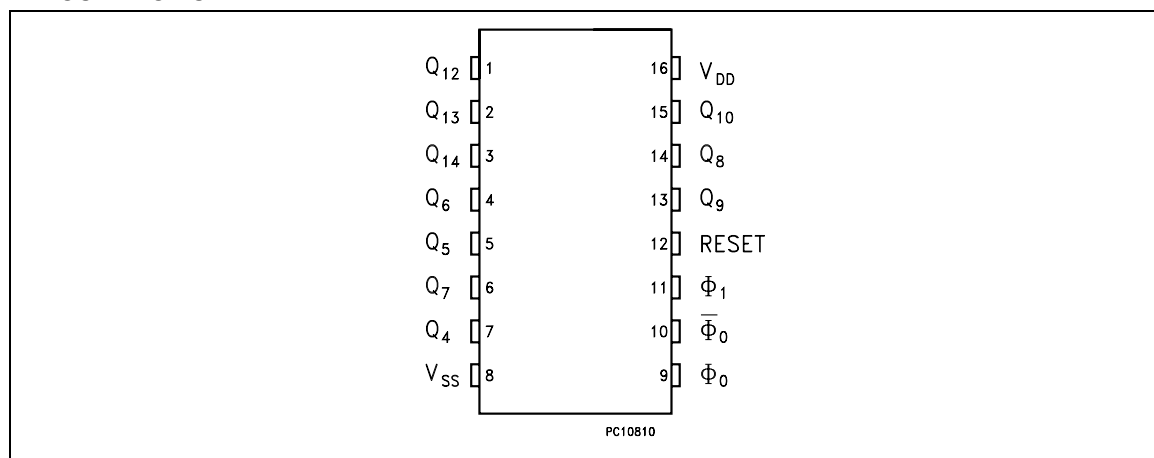 Q12 1 16 VDD
Q13 2 15 Q10
Q14 3 14 Q8
Q6 4 13 Q9
Q5 5 12 RESET
Q7 6 11 Φ1
Q4 7 10 Φ̅0
VSS 8 9 Φ0
PC10810